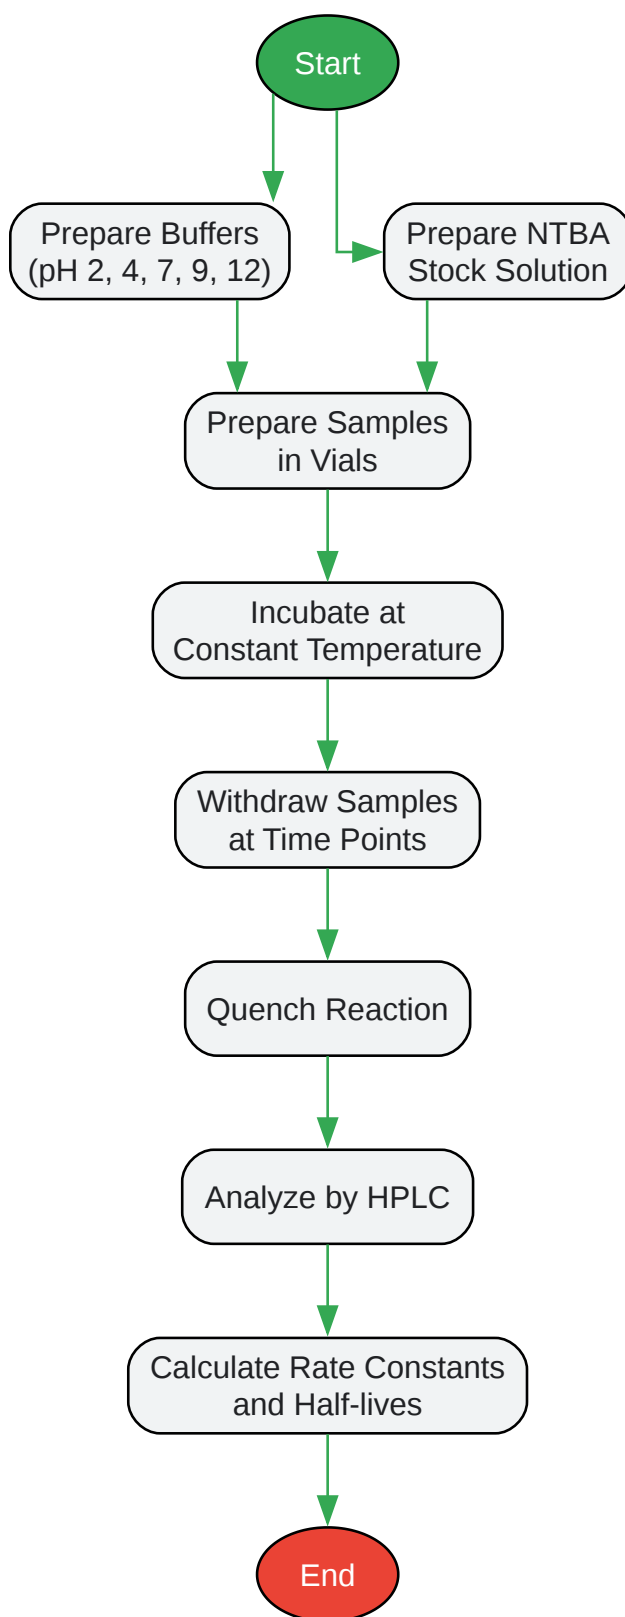 Start
Prepare Buffers
(pH 2, 4, 7, 9, 12)
Prepare NTBA
Stock Solution
Prepare Samples
in Vials
Incubate at
Constant Temperature
Withdraw Samples
at Time Points
Quench Reaction
Analyze by HPLC
Calculate Rate Constants
and Half-lives
End